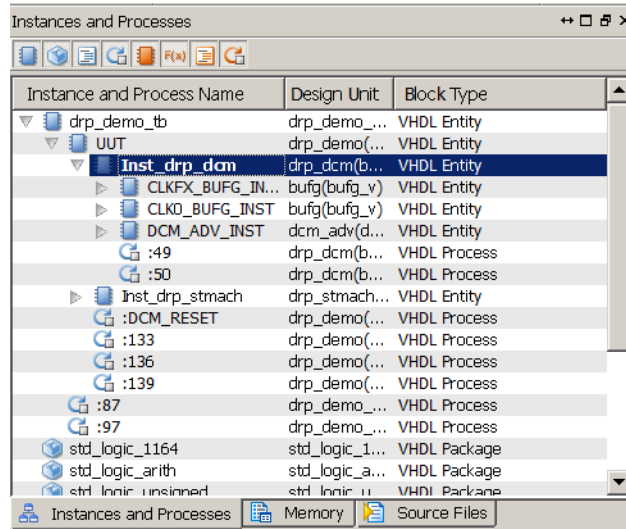 Instances and Processes
F(x)
Instance and Process Name Design Unit Block Type
drp_demo_tb drp_demo_... VHDL Entity
UUT drp_demo(... VHDL Entity
Inst_drp_dcm drp_dcm(b... VHDL Entity
CLKFX_BUFG_IN... bufg(bufg_v) VHDL Entity
CLK0_BUFG_INST bufg(bufg_v) VHDL Entity
DCM_ADV_INST dcm_adv(d... VHDL Entity
:49 drp_dcm(b... VHDL Process
:50 drp_dcm(b... VHDL Process
Inst_drp_stmach drp_stmach... VHDL Entity
:DCM_RESET drp_demo(... VHDL Process
:133 drp_demo(... VHDL Process
:136 drp_demo(... VHDL Process
:139 drp_demo(... VHDL Process
:87 drp_demo_... VHDL Process
:97 drp_demo_... VHDL Process
std_logic_1164 std_logic_1... VHDL Package
std_logic_arith std_logic_a... VHDL Package
std_logic_unsigned std_logic_u... VHDL Package
Instances and Processes Memory Source Files